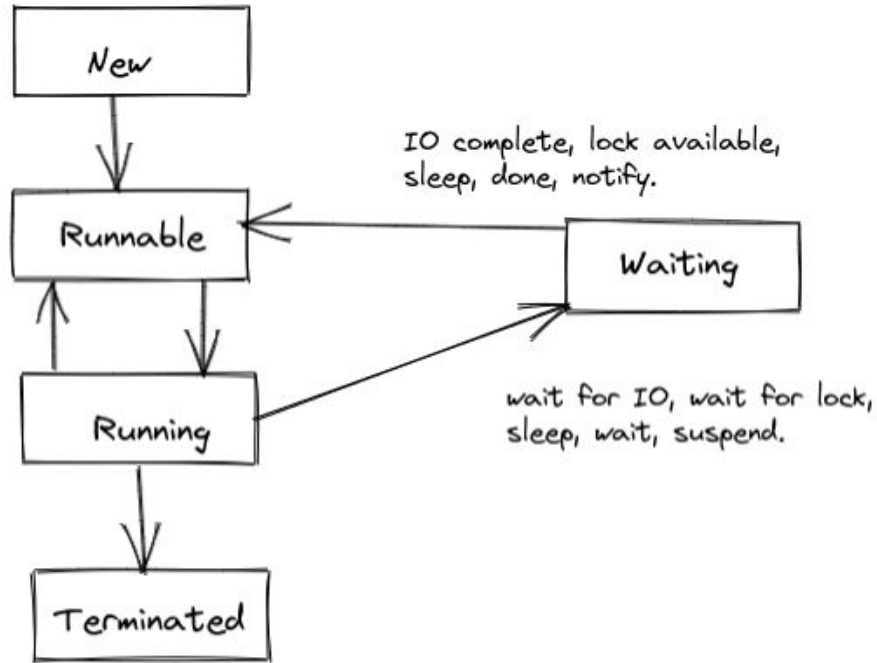 New
IO complete, lock available,
sleep, done, notify.
Runnable
Waiting
wait for IO, wait for lock,
sleep, wait, suspend.
Running
Terminated